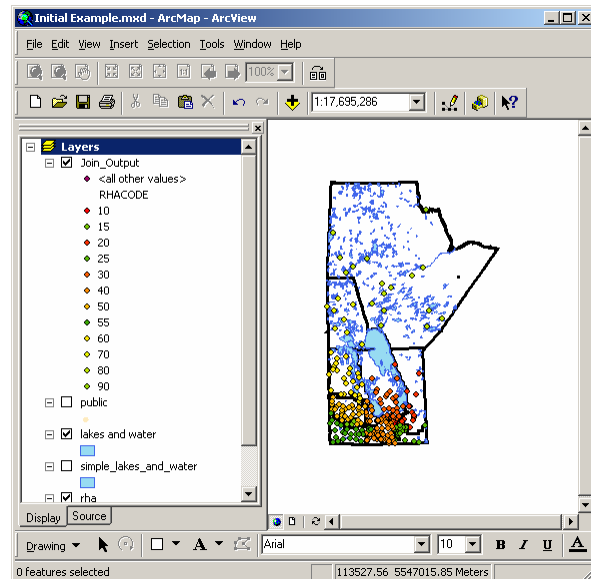 Initial Example.mxd - ArcMap - ArcView
File Edit View Insert Selection Tools Window Help
1:1 100%
1:17,695,286
Layers
Join_Output
<all other values>
RHACODE
10
15
20
25
30
40
50
55
60
70
80
90
public
lakes and water
simple_lakes_and_water
rha
Display Source
Drawing A Arial 10 B I U A
0 features selected 113527.56 5547015.85 Meters